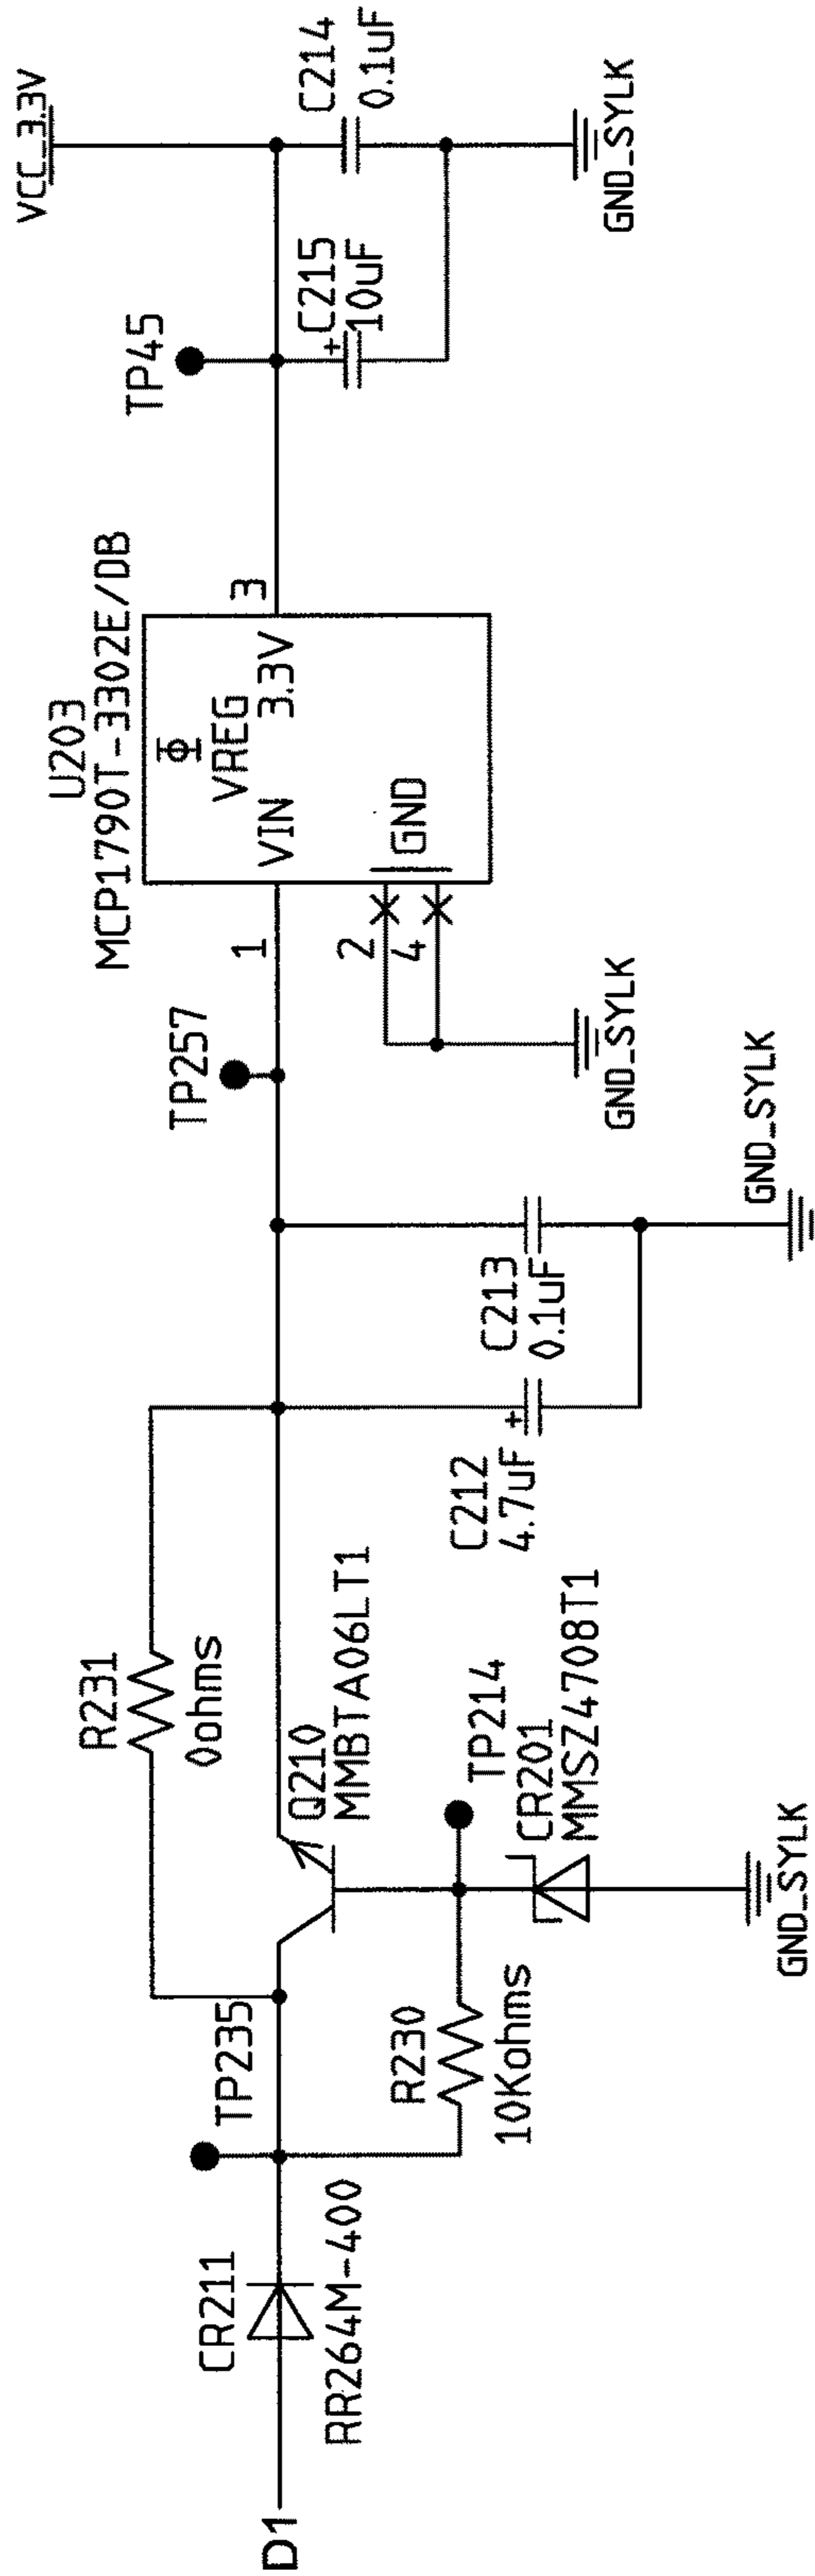 D1
CR211
RR264M-400
TP235
R230
10Kohms
R231
0ohms
Q210
MMBTA06LT1
TP214
CR201
MMSZ4708T1
GND_SYLK
C212
4.7uF
+
C213
0.1uF
GND_SYLK
TP257
1
2
4
GND_SYLK
U203
MCP1790T-3302E/DB
Φ
VREG
VIN
3.3V
GND
3
TP45
+
C215
10uF
VCC_3.3V
C214
0.1uF
GND_SYLK